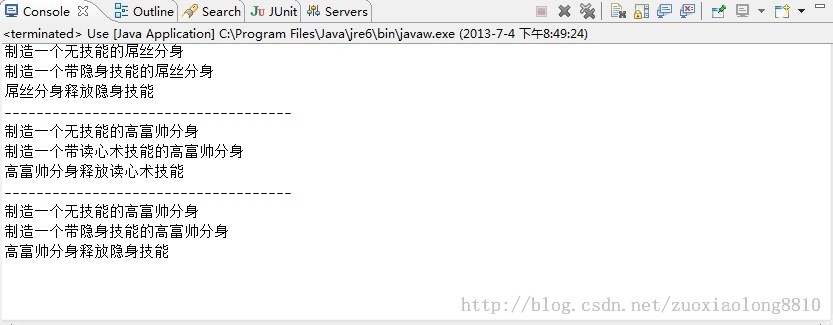 Console Outline Search JUnit Servers
<terminated> Use [Java Application] C:\Program Files\Java\jre6\bin\javaw.exe (2013-7-4 下午8:49:24)
制造一个无技能的屌丝分身
制造一个带隐身技能的屌丝分身
屌丝分身释放隐身技能
------------------------------------
制造一个无技能的高富帅分身
制造一个带读心术技能的高富帅分身
高富帅分身释放读心术技能
------------------------------------
制造一个无技能的高富帅分身
制造一个带隐身技能的高富帅分身
高富帅分身释放隐身技能
http://blog.csdn.net/zuoxiaolong8810